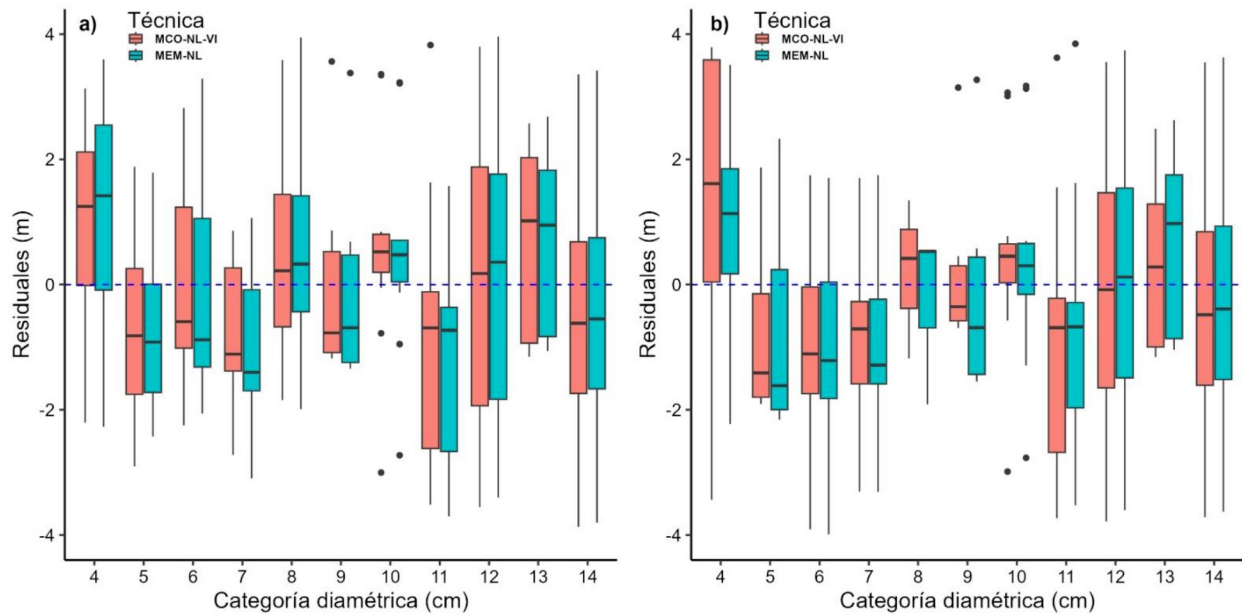 a)
Técnica
MCO-NL-VI
MEM-NL
Residuales (m)
4
2
0
-2
-4
4 5 6 7 8 9 10 11 12 13 14
Categoría diamétrica (cm)
b)
Técnica
MCO-NL-VI
MEM-NL
Residuales (m)
4
2
0
-2
-4
4 5 6 7 8 9 10 11 12 13 14
Categoría diamétrica (cm)